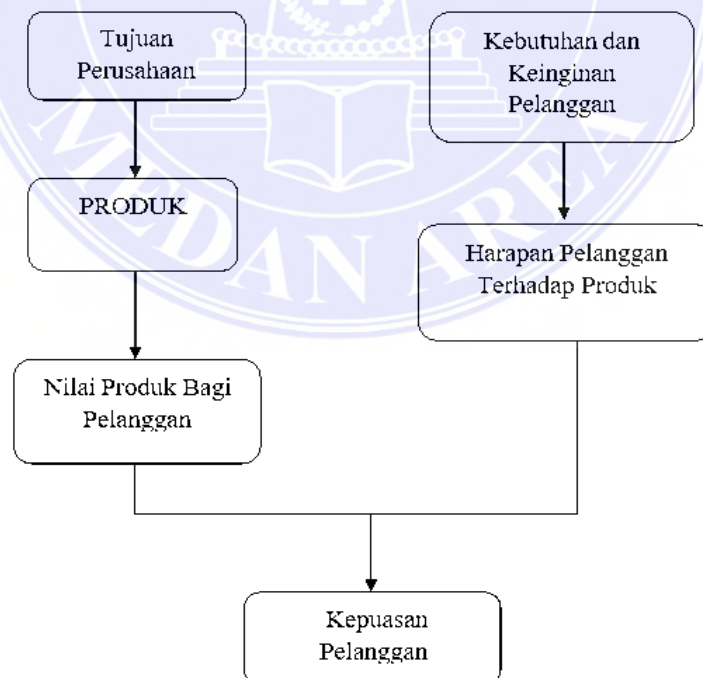 Tujuan
Perusahaan
Kebutuhan dan
Keinginan
Pelanggan
PRODUK
Harapan Pelanggan
Terhadap Produk
Nilai Produk Bagi
Pelanggan
Kepuasan
Pelanggan
MEDAN AREA